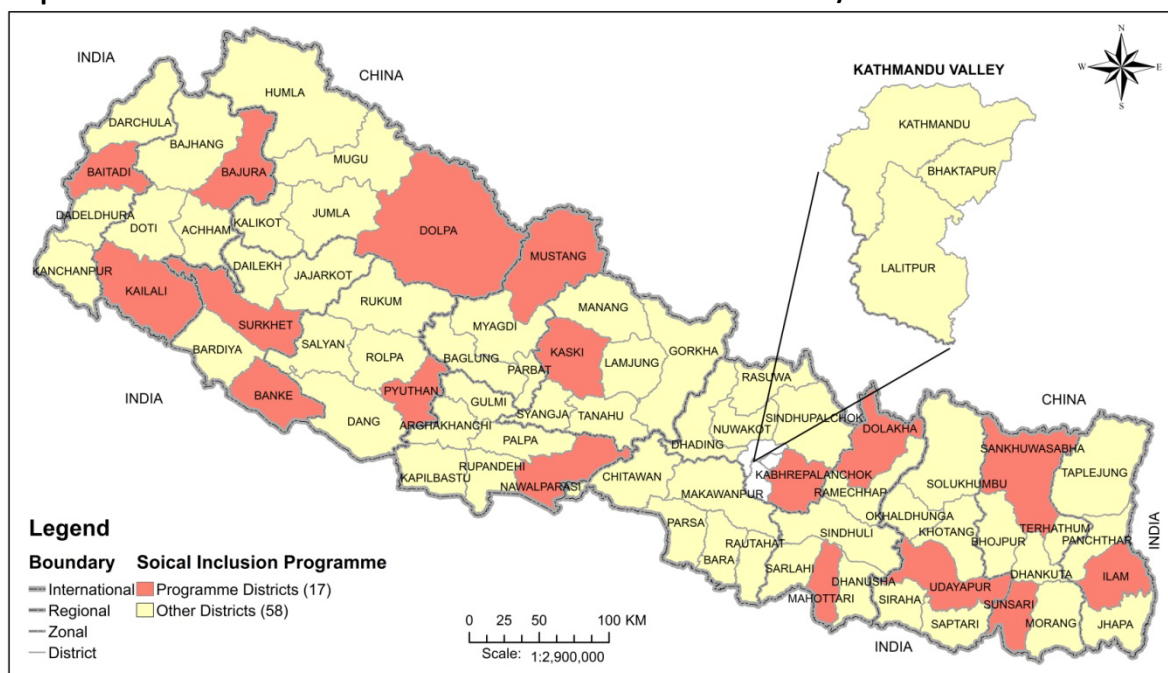 INDIA
CHINA
KATHMANDU VALLEY
N
W E
S
HUMLA
DARCHULA
BAJHANG
BAITADI
BAJURA
MUGU
DADELDHURA
DOTI
ACHHAM
KALIKOT
JUMLA
DOLPA
MUSTANG
KANCHANPUR
KAILALI
DAILEKH
JAJARKOT
SURKHET
RUKUM
MANANG
MYAGDI
BARDIYA
SALYAN
ROLPA
BAGLUNG
PARBAT
KASKI
LAMJUNG
GORKHA
INDIA
BANKE
PYUTHAN
GULMI
DANG
ARGHAKHANCHI
SYANGJA
TANAHU
PALPA
KAPILBASTU
RUPANDEHI
NAWALPARASI
KATHMANDU
BHAKTAPUR
LALITPUR
RASUWA
SINDHUPALCHOK
NUWAKOT
DHADING
DOLAKHA
CHINA
CHITAWAN
KABHREPALANCHOK
MAKAWANPUR
RAMECHHAP
SOLUKHUMBU
SANKHUWASABHA
TAPLEJUNG
PARSA
BARA
RAUTAHAT
SARLAHI
SINDHULI
OKHALDHUNGA
KHOTANG
BHOJPUR
TERHATHUM
PANCHTHAR
INDIA
MAHOTTARI
DHANUSHA
SIRAHA
UDAYAPUR
SAPTARI
SUNSARI
DHANKUTA
MORANG
ILAM
JHAPA
INDIA
Legend
Boundary Soical Inclusion Programme
International Programme Districts (17)
Regional Other Districts (58)
Zonal
District
0 25 50 100 KM
Scale: 1:2,900,000